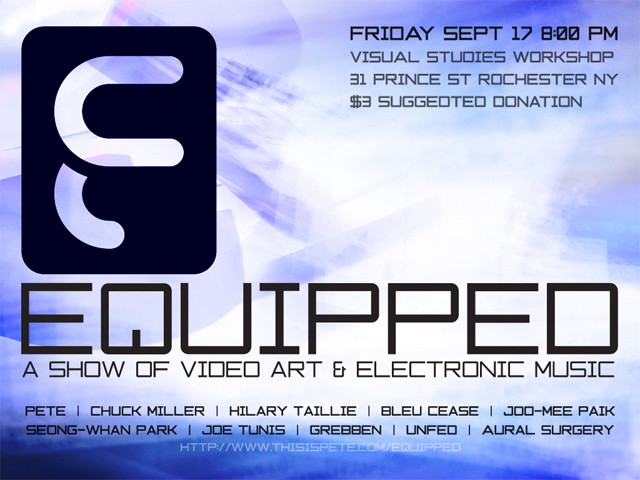 FRIDAY SEPT 17 8:00 PM
VISUAL STUDIES WORKSHOP
31 PRINCE ST ROCHESTER NY
$3 SUGGEOTED DONATION
EQUIPPED
A SHOW OF VIDEO ART & ELECTRONIC MUSIC
PETE | CHUCK MILLER | HILARY TAILLIE | BLEU CEASE | JOO-MEE PAIK
SEONG-WHAN PARK | JOE TUNIS | GREBBEN | UNFED | AURAL SURGERY
HTTP://WWW.THISISPETE.COM/EQUIPPED